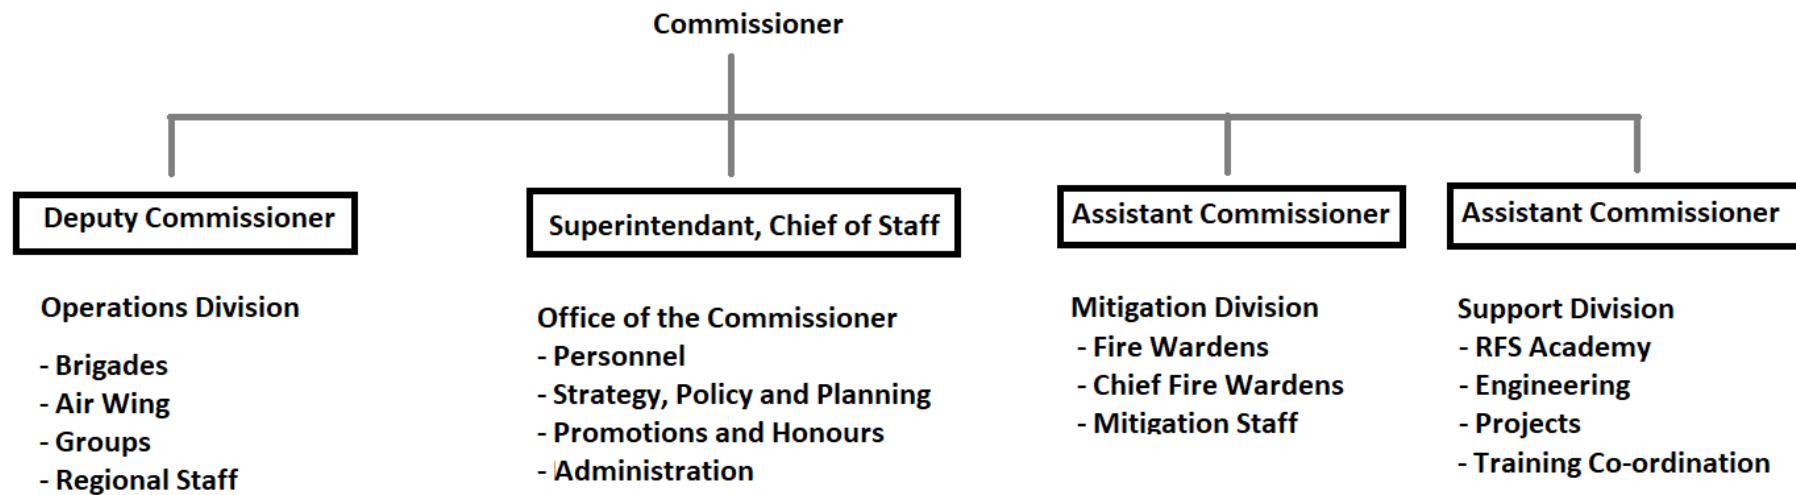 Commissioner
Deputy Commissioner
Operations Division
- Brigades
- Air Wing
- Groups
- Regional Staff
Superintendant, Chief of Staff
Office of the Commissioner
- Personnel
- Strategy, Policy and Planning
- Promotions and Honours
- Administration
Assistant Commissioner
Mitigation Division
- Fire Wardens
- Chief Fire Wardens
- Mitigation Staff
Assistant Commissioner
Support Division
- RFS Academy
- Engineering
- Projects
- Training Co-ordination